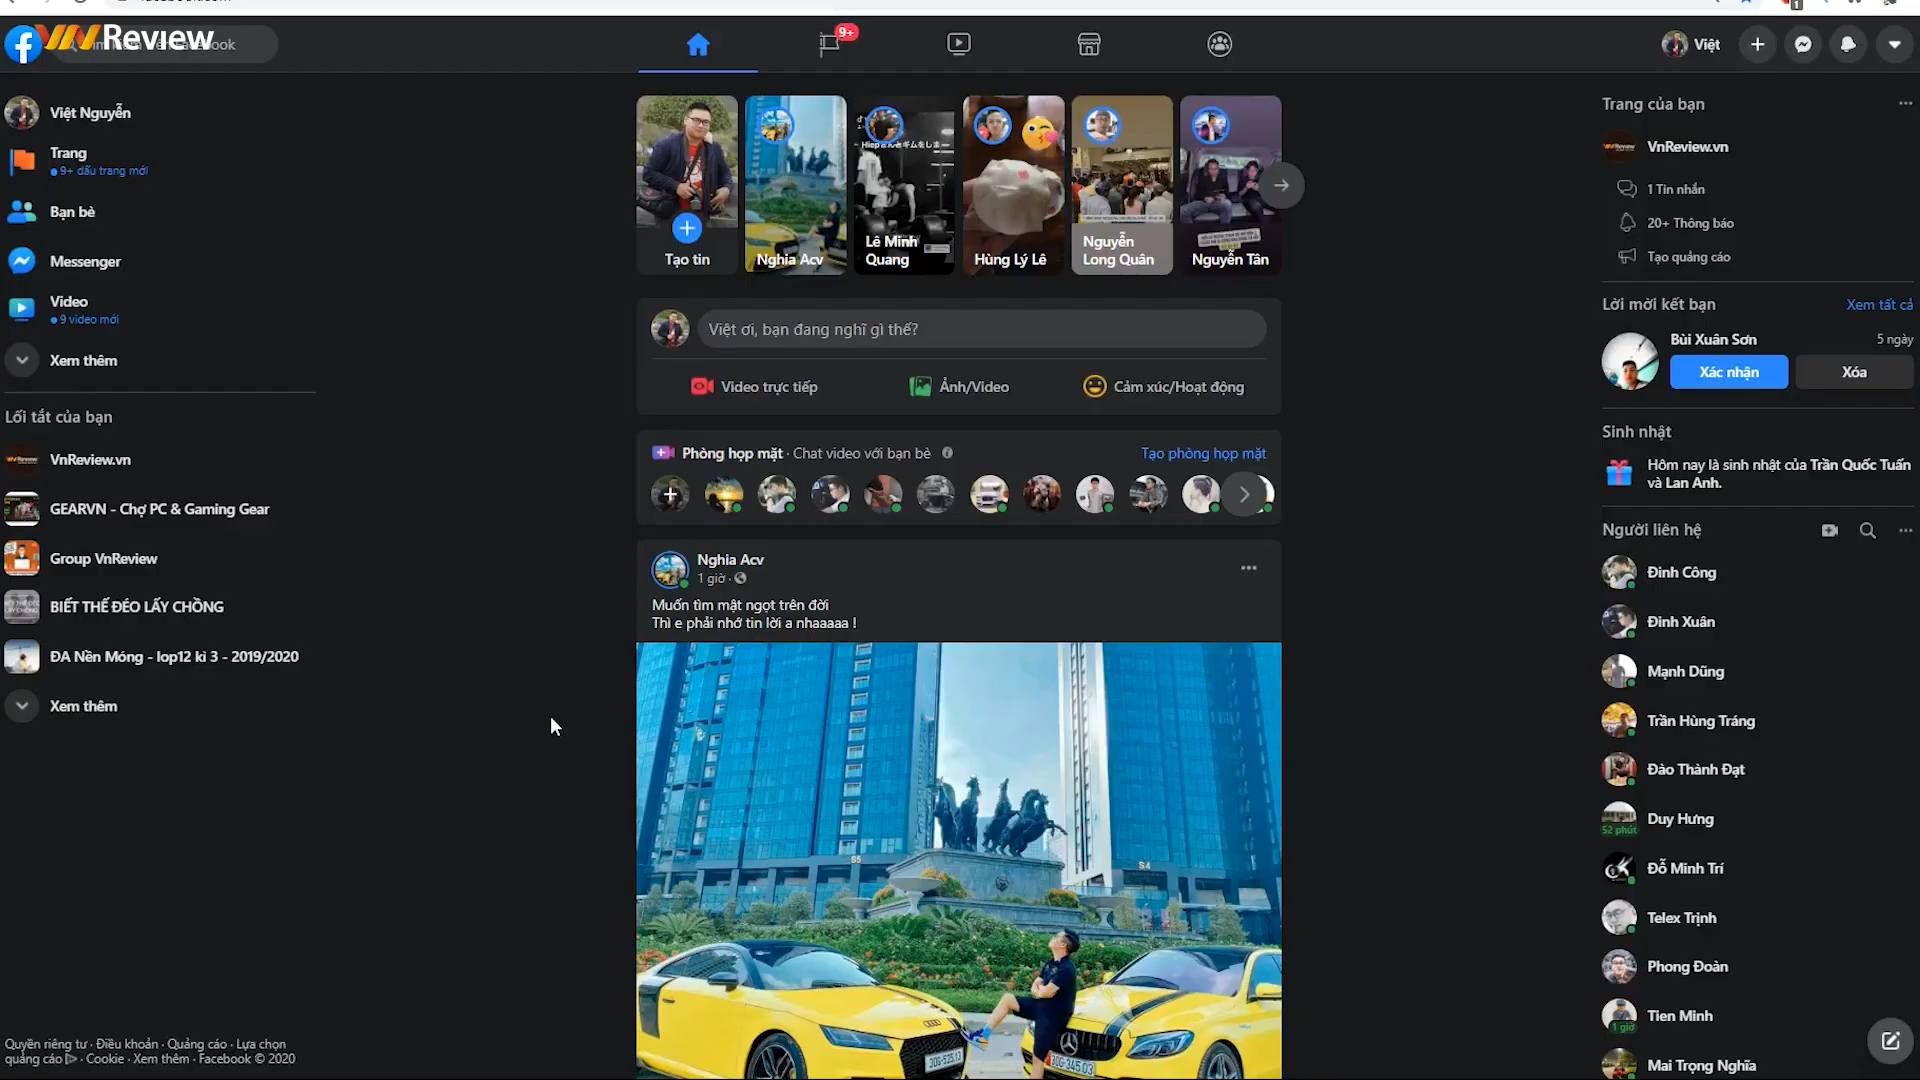 Review
9+
Việt
Việt Nguyễn
Trang
9+ dấu trang mới
Bạn bè
Messenger
Video
9 video mới
Xem thêm
Lối tắt của bạn
VnReview.vn
GEARVN - Chợ PC & Gaming Gear
Group VnReview
BIẾT THẾ ĐÉO LẤY CHỒNG
ĐA Nền Móng - lop12 kì 3 - 2019/2020
Xem thêm
Quyền riêng tư · Điều khoản · Quảng cáo · Lựa chọn
quảng cáo · Cookie · Xem thêm · Facebook © 2020
Tạo tin
Nghia Acv
Lê Minh
Quang
Hùng Lý Lê
Nguyễn
Long Quân
Nguyễn Tân
Việt ơi, bạn đang nghĩ gì thế?
Video trực tiếp
Ảnh/Video
Cảm xúc/Hoạt động
Phòng họp mặt · Chat video với bạn bè
Tạo phòng họp mặt
Nghia Acv
1 giờ ·
Muốn tìm mật ngọt trên đời
Thì e phải nhớ tin lời a nhaaaaa !
S5
S4
Trang của bạn
VnReview.vn
1 Tin nhắn
20+ Thông báo
Tạo quảng cáo
Lời mời kết bạn
Xem tất cả
Bùi Xuân Sơn
5 ngày
Xác nhận
Xóa
Sinh nhật
Hôm nay là sinh nhật của Trần Quốc Tuấn
và Lan Anh.
Người liên hệ
Đinh Công
Đinh Xuân
Mạnh Dũng
Trần Hùng Tráng
Đào Thành Đạt
Duy Hưng
52 phút
Đỗ Minh Trí
Telex Trịnh
Phong Đoàn
Tien Minh
1 giờ
Mai Trọng Nghĩa